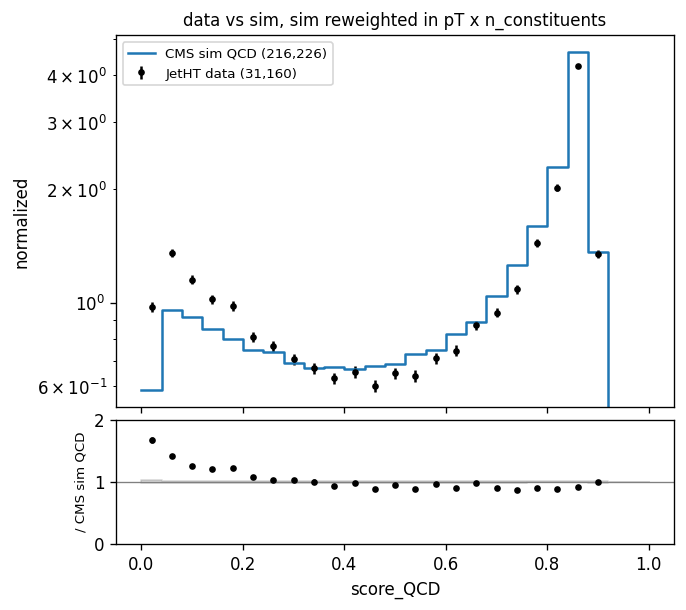 data vs sim, sim reweighted in pT x n_constituents
CMS sim QCD (216,226)
JetHT data (31,160)
normalized
4 × 10⁰
3 × 10⁰
2 × 10⁰
10⁰
6 × 10⁻¹
/ CMS sim QCD
2
1
0
0.0 0.2 0.4 0.6 0.8 1.0
score_QCD